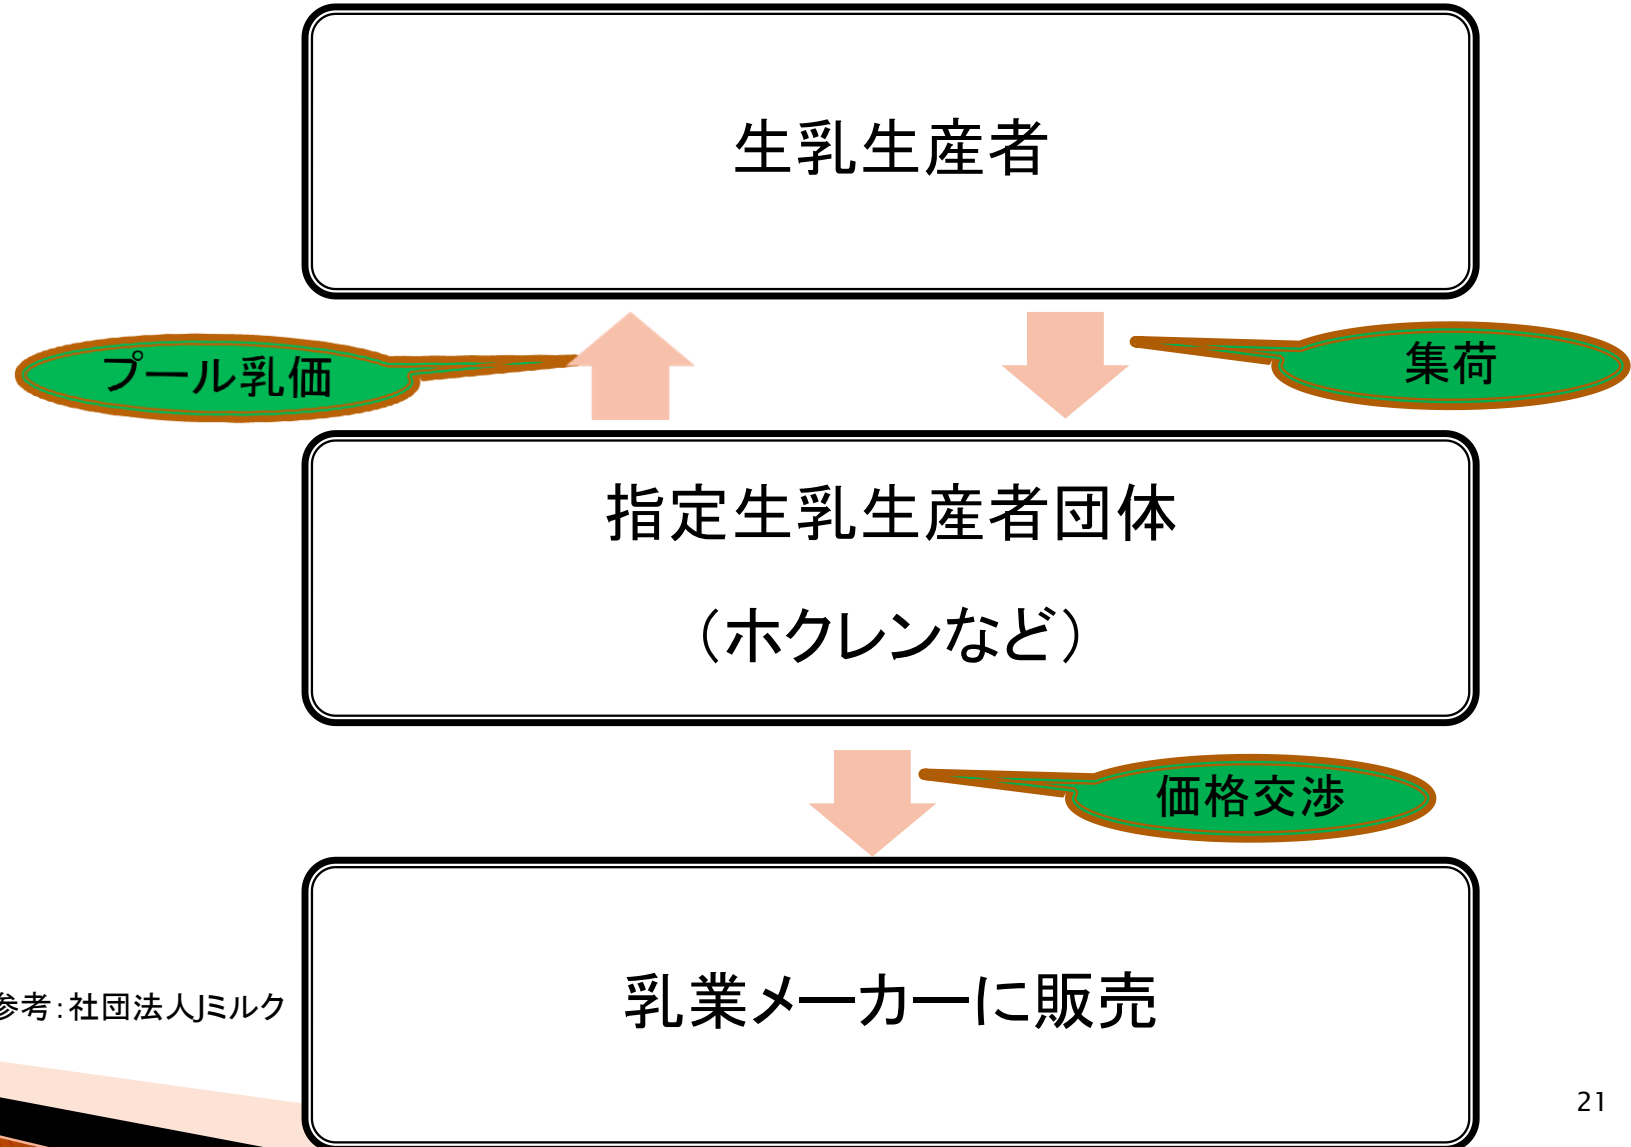 生乳生産者
プール乳価
集荷
指定生乳生産者団体
（ホクレンなど）
価格交渉
乳業メーカーに販売
参考：社団法人Jミルク
21